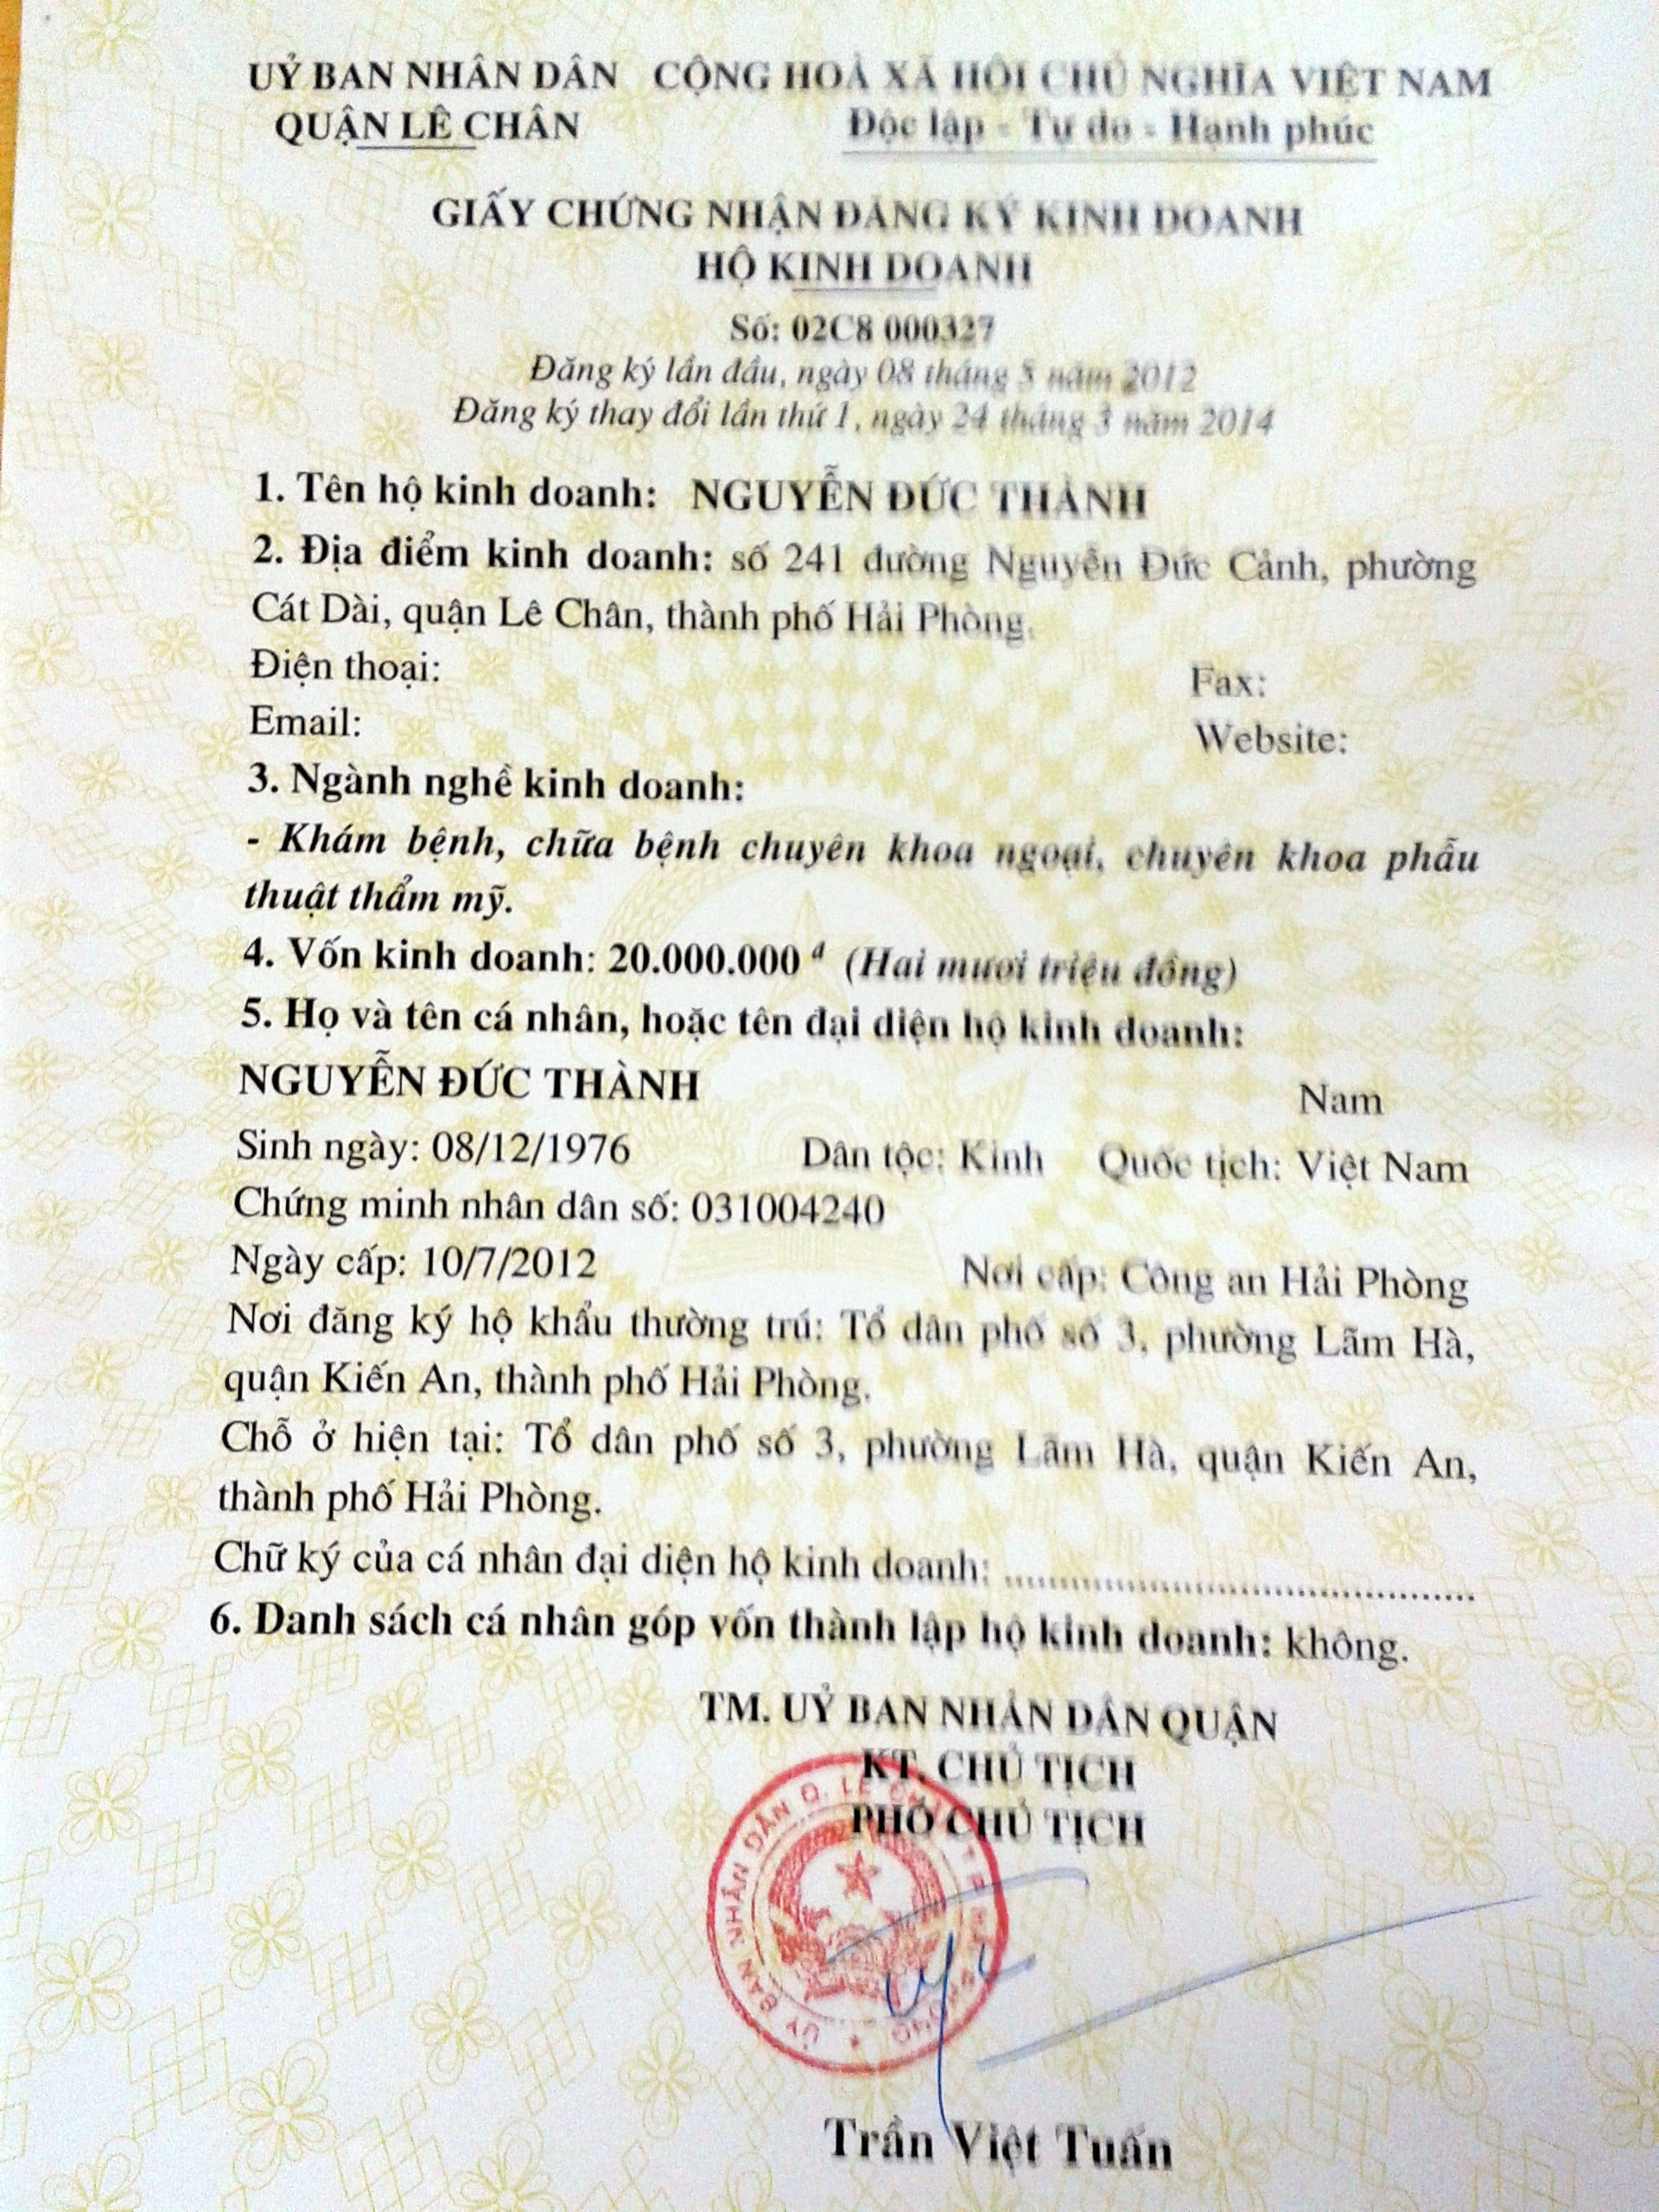 UỶ BAN NHÂN DÂN CỘNG HOÀ XÃ HỘI CHỦ NGHĨA VIỆT NAM
QUẬN LÊ CHÂN Độc lập - Tự do - Hạnh phúc
GIẤY CHỨNG NHẬN ĐĂNG KÝ KINH DOANH
HỘ KINH DOANH
Số: 02C8 000327
Đăng ký lần đầu, ngày 08 tháng 5 năm 2012
Đăng ký thay đổi lần thứ 1, ngày 24 tháng 3 năm 2014
1. Tên hộ kinh doanh: NGUYỄN ĐỨC THÀNH
2. Địa điểm kinh doanh: số 241 đường Nguyễn Đức Cảnh, phường
Cát Dài, quận Lê Chân, thành phố Hải Phòng.
Điện thoại: Fax:
Email: Website:
3. Ngành nghề kinh doanh:
- Khám bệnh, chữa bệnh chuyên khoa ngoại, chuyên khoa phẫu
thuật thẩm mỹ.
4. Vốn kinh doanh: 20.000.000 đ (Hai mươi triệu đồng)
5. Họ và tên cá nhân, hoặc tên đại diện hộ kinh doanh:
NGUYỄN ĐỨC THÀNH Nam
Sinh ngày: 08/12/1976 Dân tộc: Kinh Quốc tịch: Việt Nam
Chứng minh nhân dân số: 031004240
Ngày cấp: 10/7/2012 Nơi cấp: Công an Hải Phòng
Nơi đăng ký hộ khẩu thường trú: Tổ dân phố số 3, phường Lãm Hà,
quận Kiến An, thành phố Hải Phòng.
Chỗ ở hiện tại: Tổ dân phố số 3, phường Lãm Hà, quận Kiến An,
thành phố Hải Phòng.
Chữ ký của cá nhân đại diện hộ kinh doanh: ..........................................
6. Danh sách cá nhân góp vốn thành lập hộ kinh doanh: không.
TM. UỶ BAN NHÂN DÂN QUẬN
KT. CHỦ TỊCH
PHÓ CHỦ TỊCH
ỦY BAN NHÂN DÂN Q. LÊ
Trần Việt Tuấn